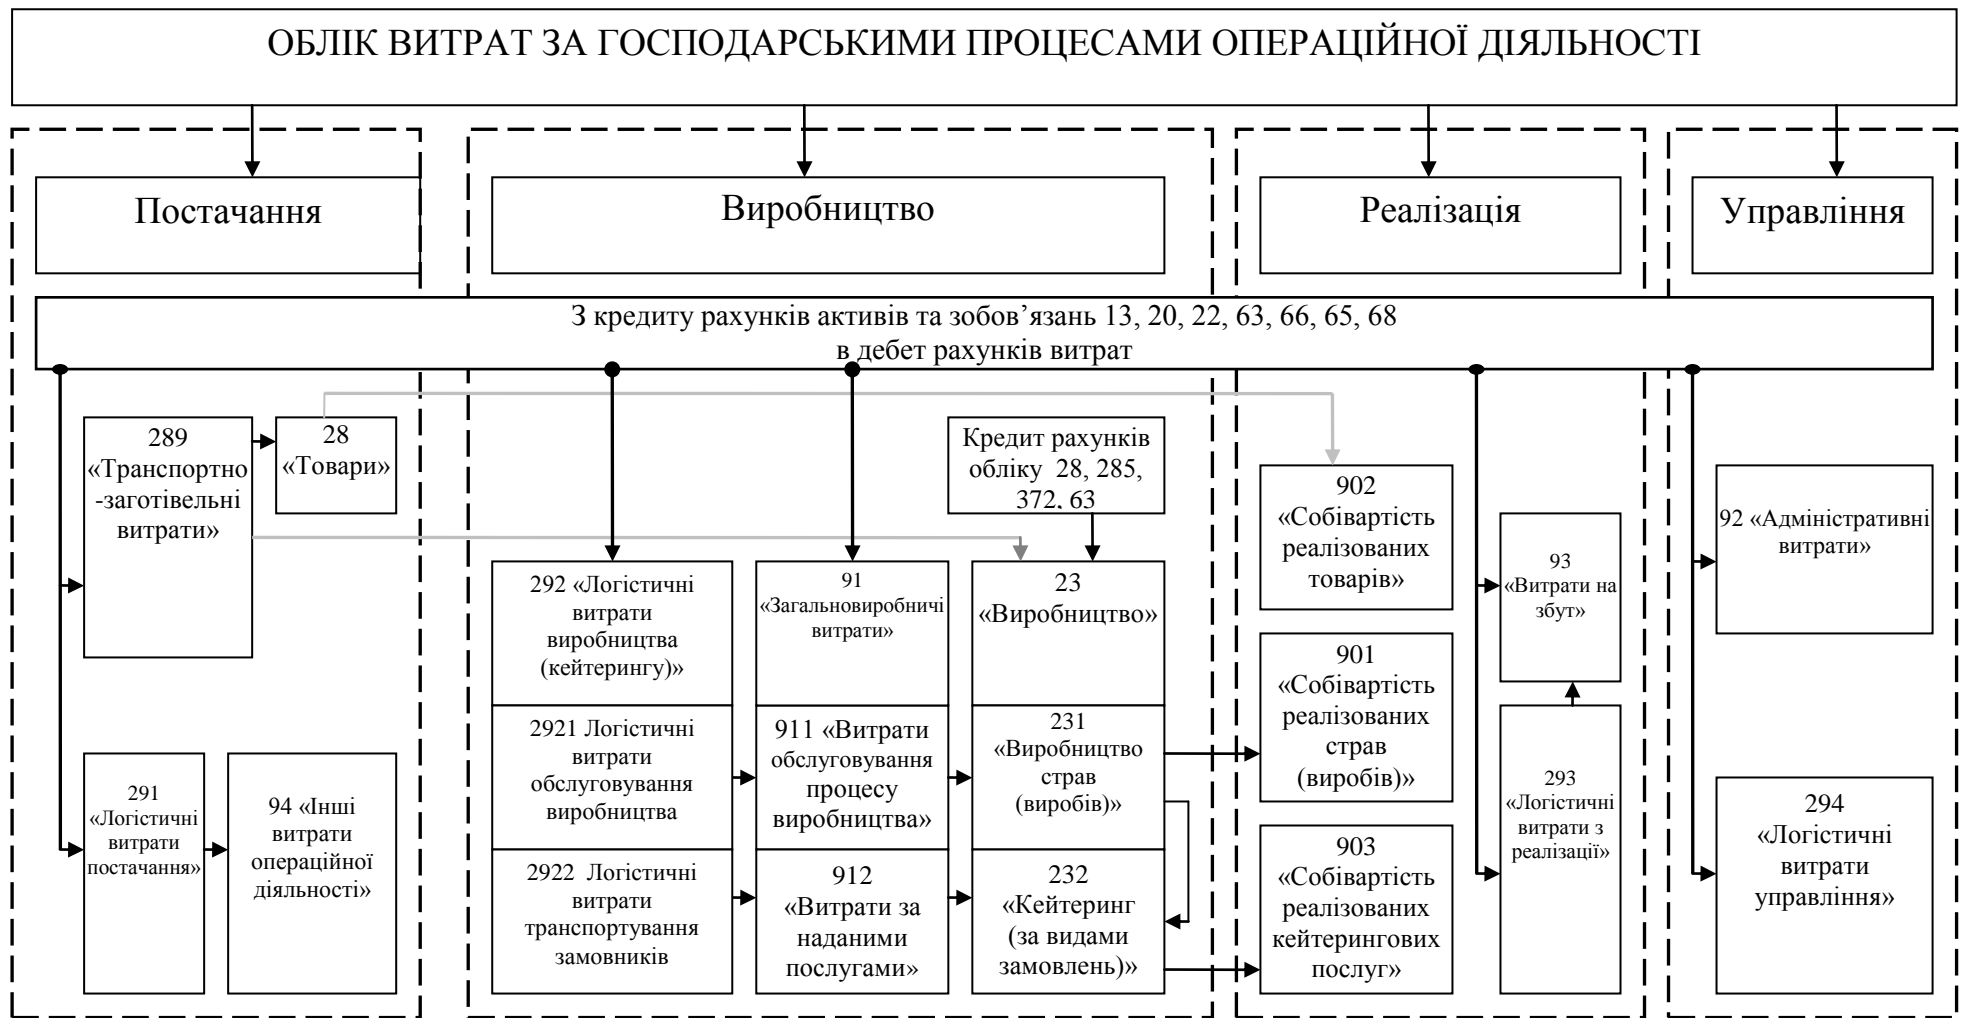 ОБЛІК ВИТРАТ ЗА ГОСПОДАРСЬКИМИ ПРОЦЕСАМИ ОПЕРАЦІЙНОЇ ДІЯЛЬНОСТІ
Постачання
Виробництво
Реалізація
Управління
З кредиту рахунків активів та зобов’язань 13, 20, 22, 63, 66, 65, 68
в дебет рахунків витрат
289
«Транспортно
-заготівельні
витрати»
28
«Товари»
291
«Логістичні
витрати
постачання»
94 «Інші
витрати
операційної
діяльності»
292 «Логістичні
витрати
виробництва
(кейтерингу)»
2921 Логістичні
витрати
обслуговування
виробництва
2922 Логістичні
витрати
транспортування
замовників
91
«Загальновиробничі
витрати»
911 «Витрати
обслуговування
процесу
виробництва»
912
«Витрати за
наданими
послугами»
Кредит рахунків
обліку 28, 285,
372, 63
23
«Виробництво»
231
«Виробництво
страв
(виробів)»
232
«Кейтеринг
(за видами
замовлень)»
902
«Собівартість
реалізованих
товарів»
901
«Собівартість
реалізованих
страв
(виробів)»
903
«Собівартість
реалізованих
кейтерингових
послуг»
93
«Витрати на
збут»
293
«Логістичні
витрати з
реалізації»
92 «Адміністративні
витрати»
294
«Логістичні
витрати
управління»